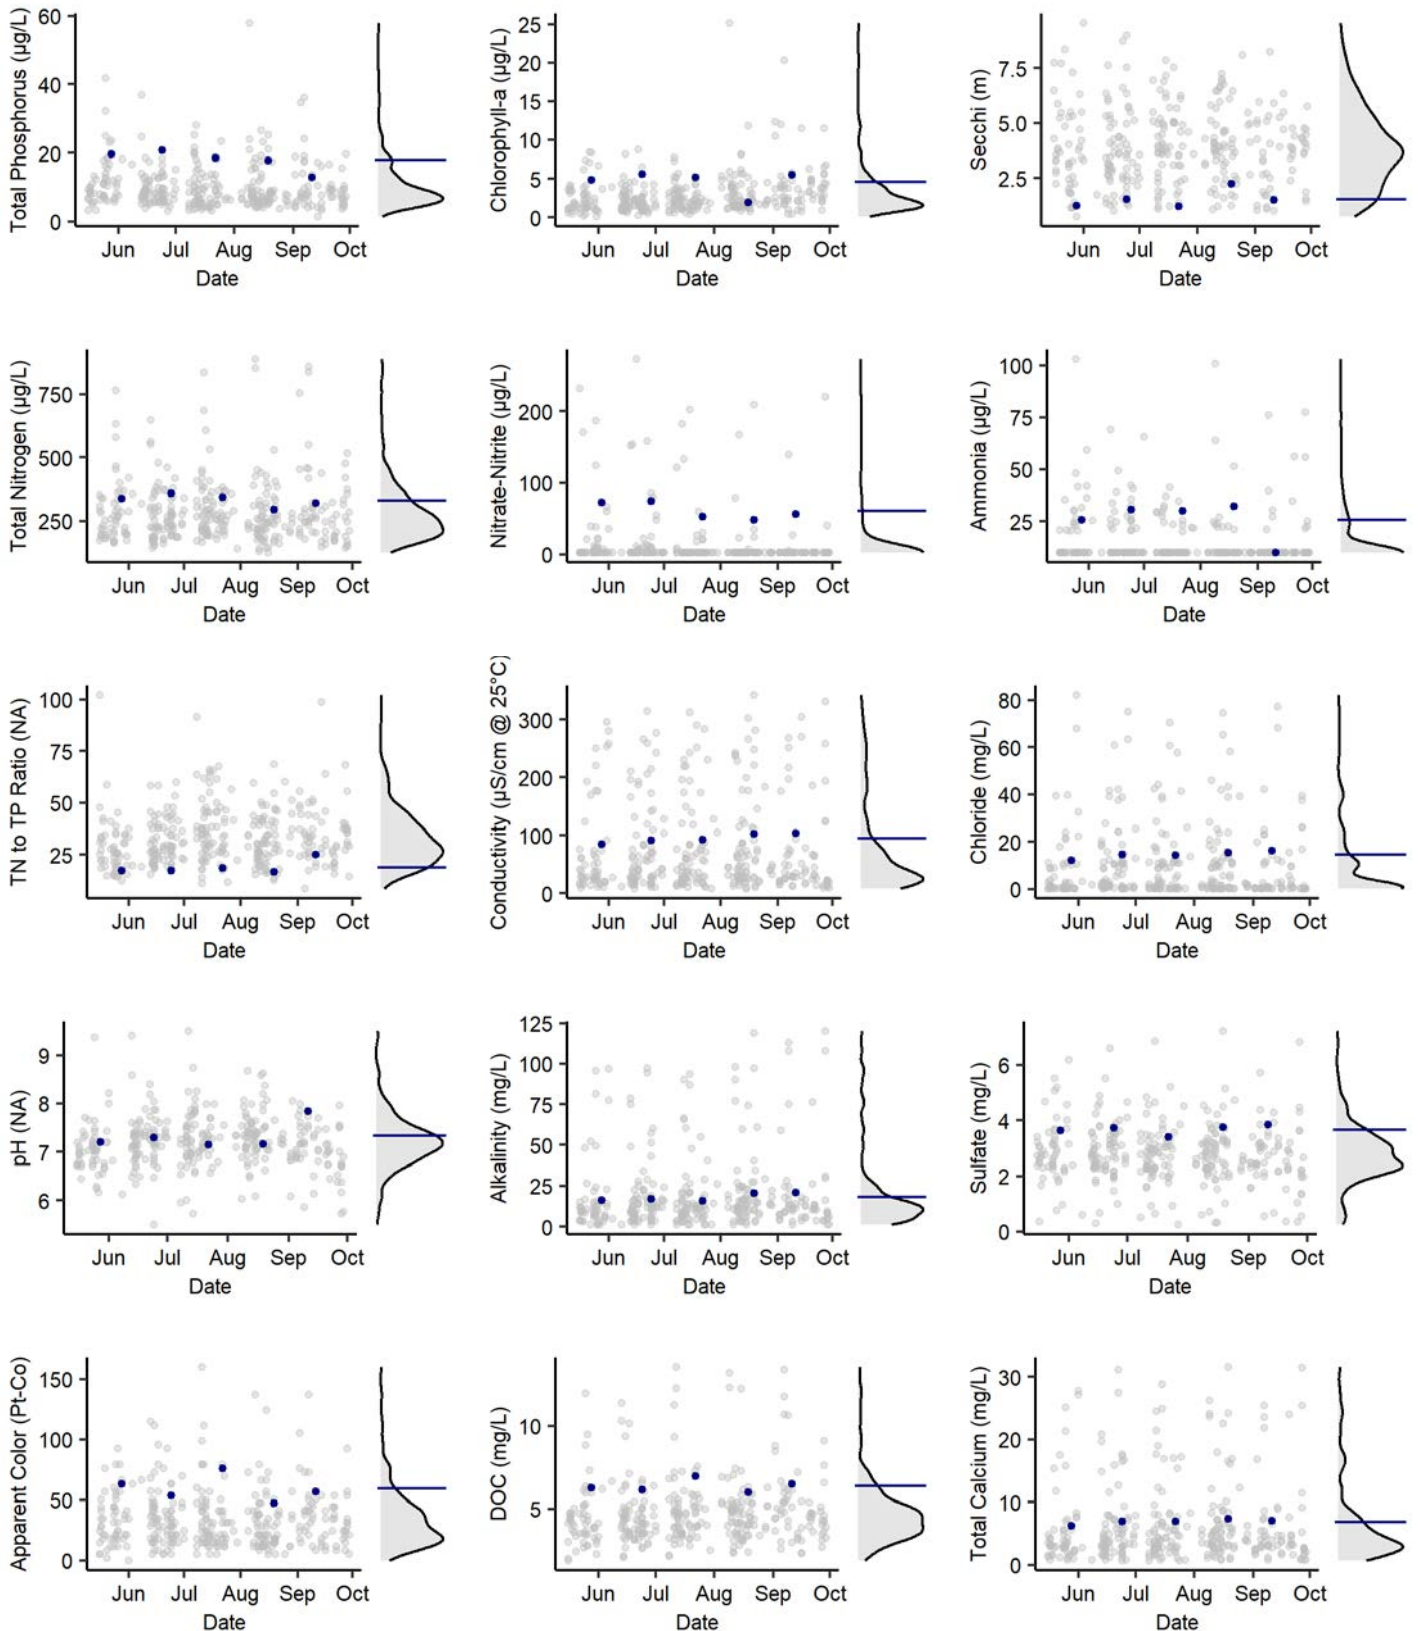 Total Phosphorus (µg/L)
60
40
20
0
Jun Jul Aug Sep Oct
Date
Chlorophyll-a (µg/L)
25
20
15
10
5
0
Jun Jul Aug Sep Oct
Date
Secchi (m)
7.5
5.0
2.5
Jun Jul Aug Sep Oct
Date
Total Nitrogen (µg/L)
750
500
250
Jun Jul Aug Sep Oct
Date
Nitrate-Nitrite (µg/L)
200
100
0
Jun Jul Aug Sep Oct
Date
Ammonia (µg/L)
100
75
50
25
Jun Jul Aug Sep Oct
Date
TN to TP Ratio (NA)
100
75
50
25
Jun Jul Aug Sep Oct
Date
Conductivity (µS/cm @ 25°C)
300
200
100
0
Jun Jul Aug Sep Oct
Date
Chloride (mg/L)
80
60
40
20
0
Jun Jul Aug Sep Oct
Date
pH (NA)
9
8
7
6
Jun Jul Aug Sep Oct
Date
Alkalinity (mg/L)
125
100
75
50
25
0
Jun Jul Aug Sep Oct
Date
Sulfate (mg/L)
6
4
2
0
Jun Jul Aug Sep Oct
Date
Apparent Color (Pt-Co)
150
100
50
0
Jun Jul Aug Sep Oct
Date
DOC (mg/L)
10
5
Jun Jul Aug Sep Oct
Date
Total Calcium (mg/L)
30
20
10
0
Jun Jul Aug Sep Oct
Date